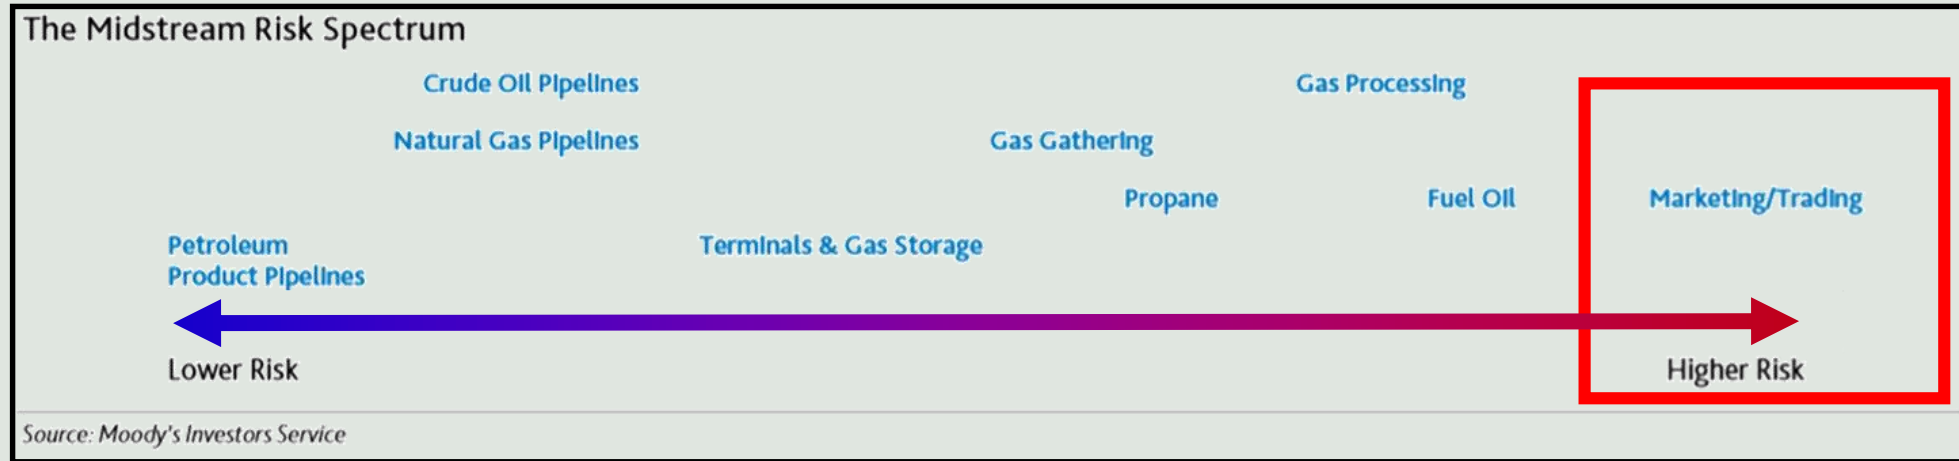 The Midstream Risk Spectrum
Crude Oil Pipelines
Gas Processing
Natural Gas Pipelines
Gas Gathering
Propane
Fuel Oil
Marketing/Trading
Petroleum
Product Pipelines
Terminals & Gas Storage
Lower Risk
Higher Risk
Source: Moody's Investors Service